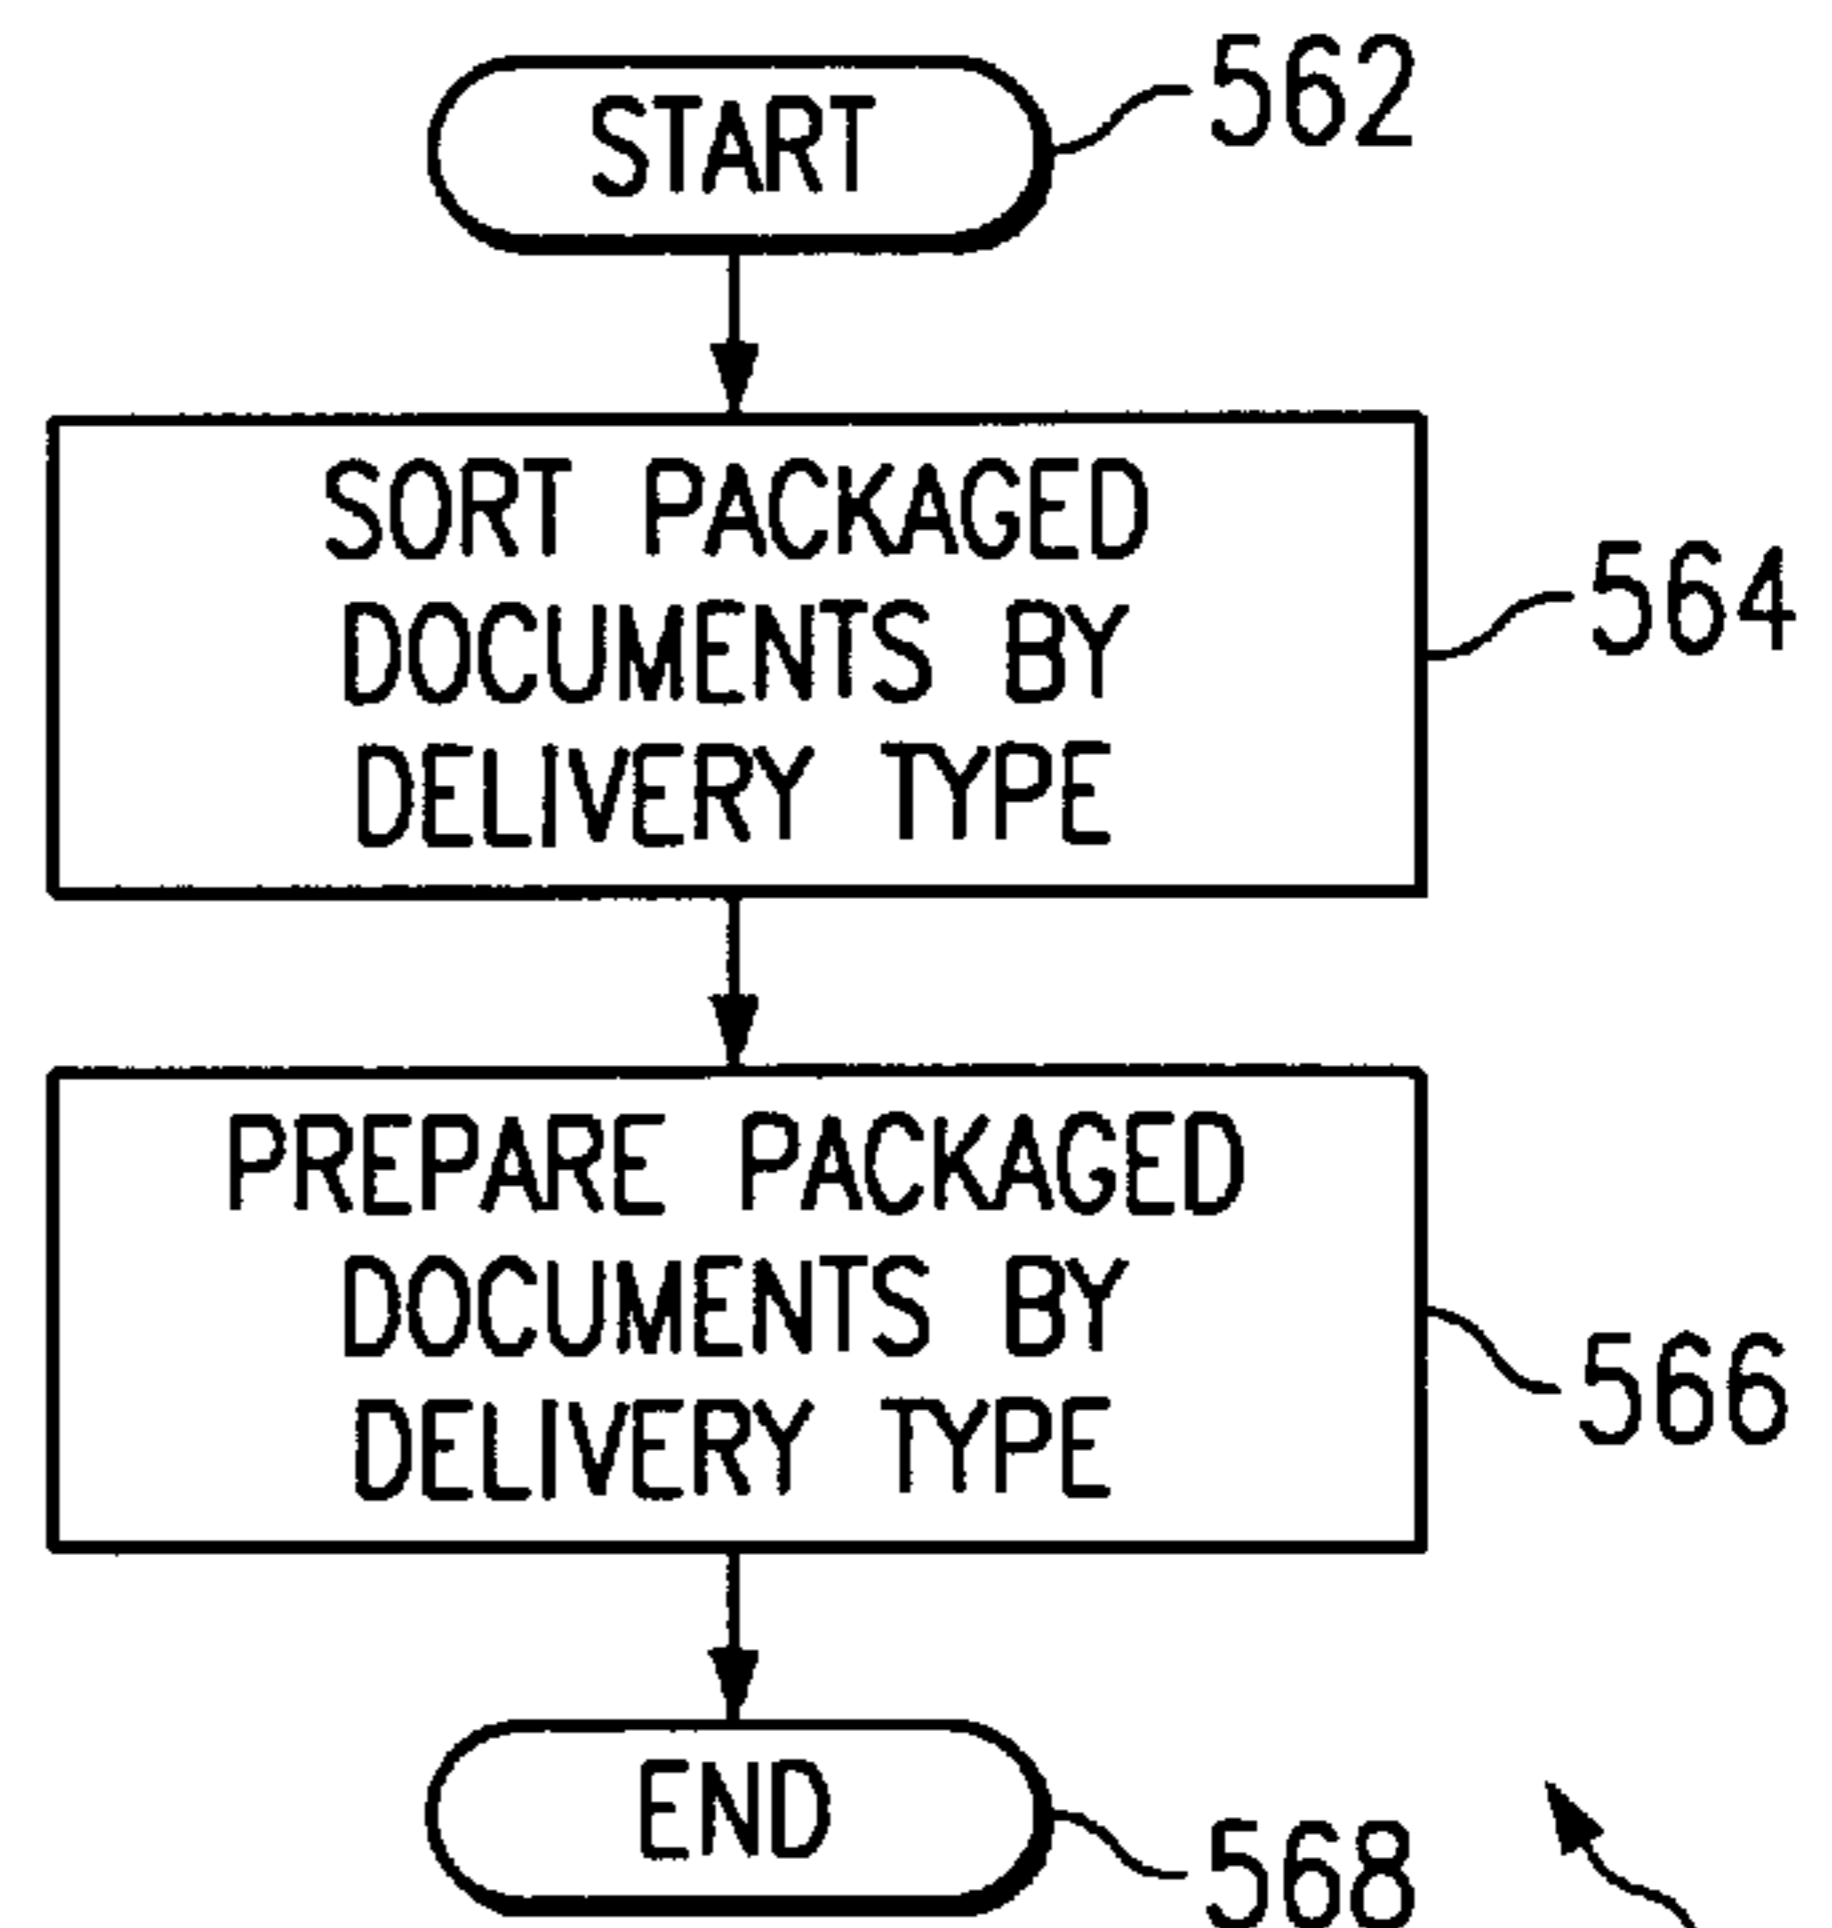 START
562
SORT PACKAGED
DOCUMENTS BY
DELIVERY TYPE
564
PREPARE PACKAGED
DOCUMENTS BY
DELIVERY TYPE
566
END
568